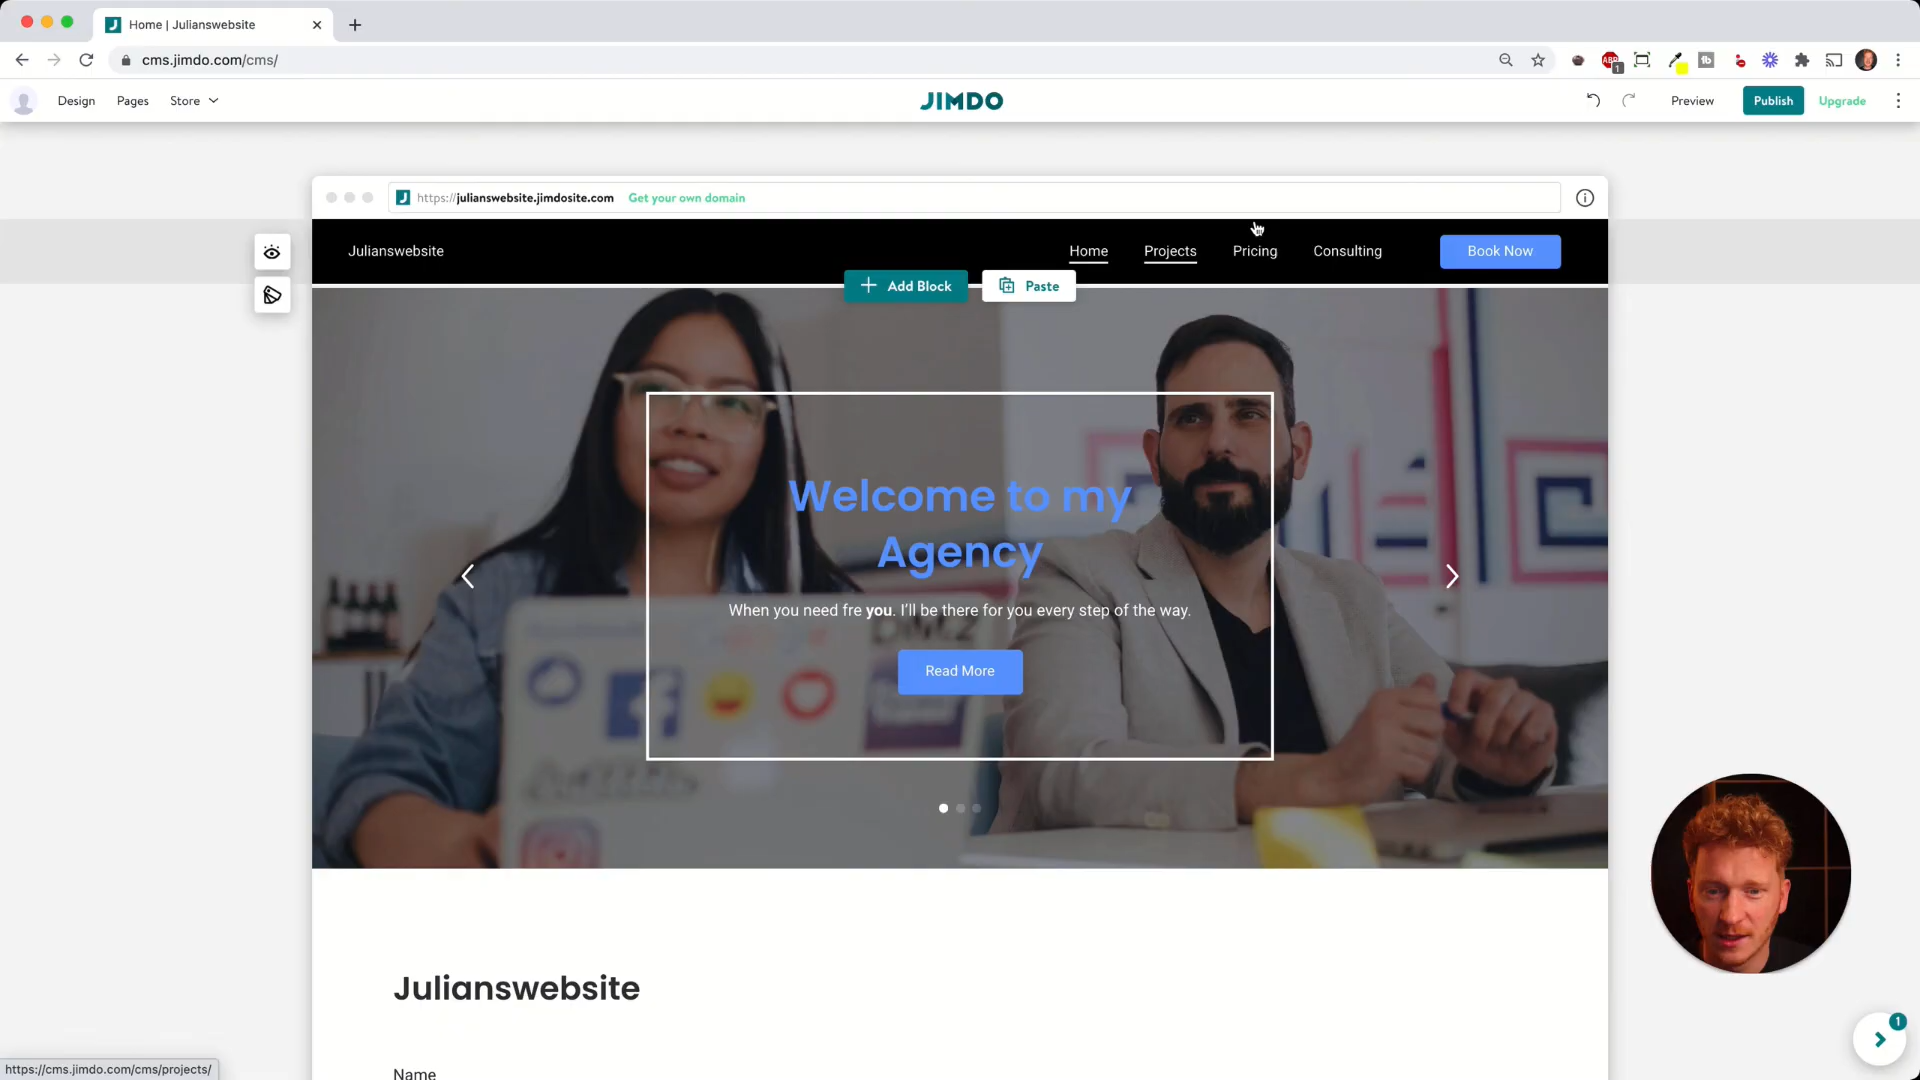 Home | Julianswebsite
cms.jimdo.com/cms/
ABP
1
tb
Design
Pages
Store
JIMDO
Preview
Publish
Upgrade
https://julianswebsite.jimdosite.com
Get your own domain
Julianswebsite
Home
Projects
Pricing
Consulting
Book Now
Add Block
Paste
Welcome to my
Agency
When you need fre you. I'll be there for you every step of the way.
Read More
Julianswebsite
Name
1
https://cms.jimdo.com/cms/projects/